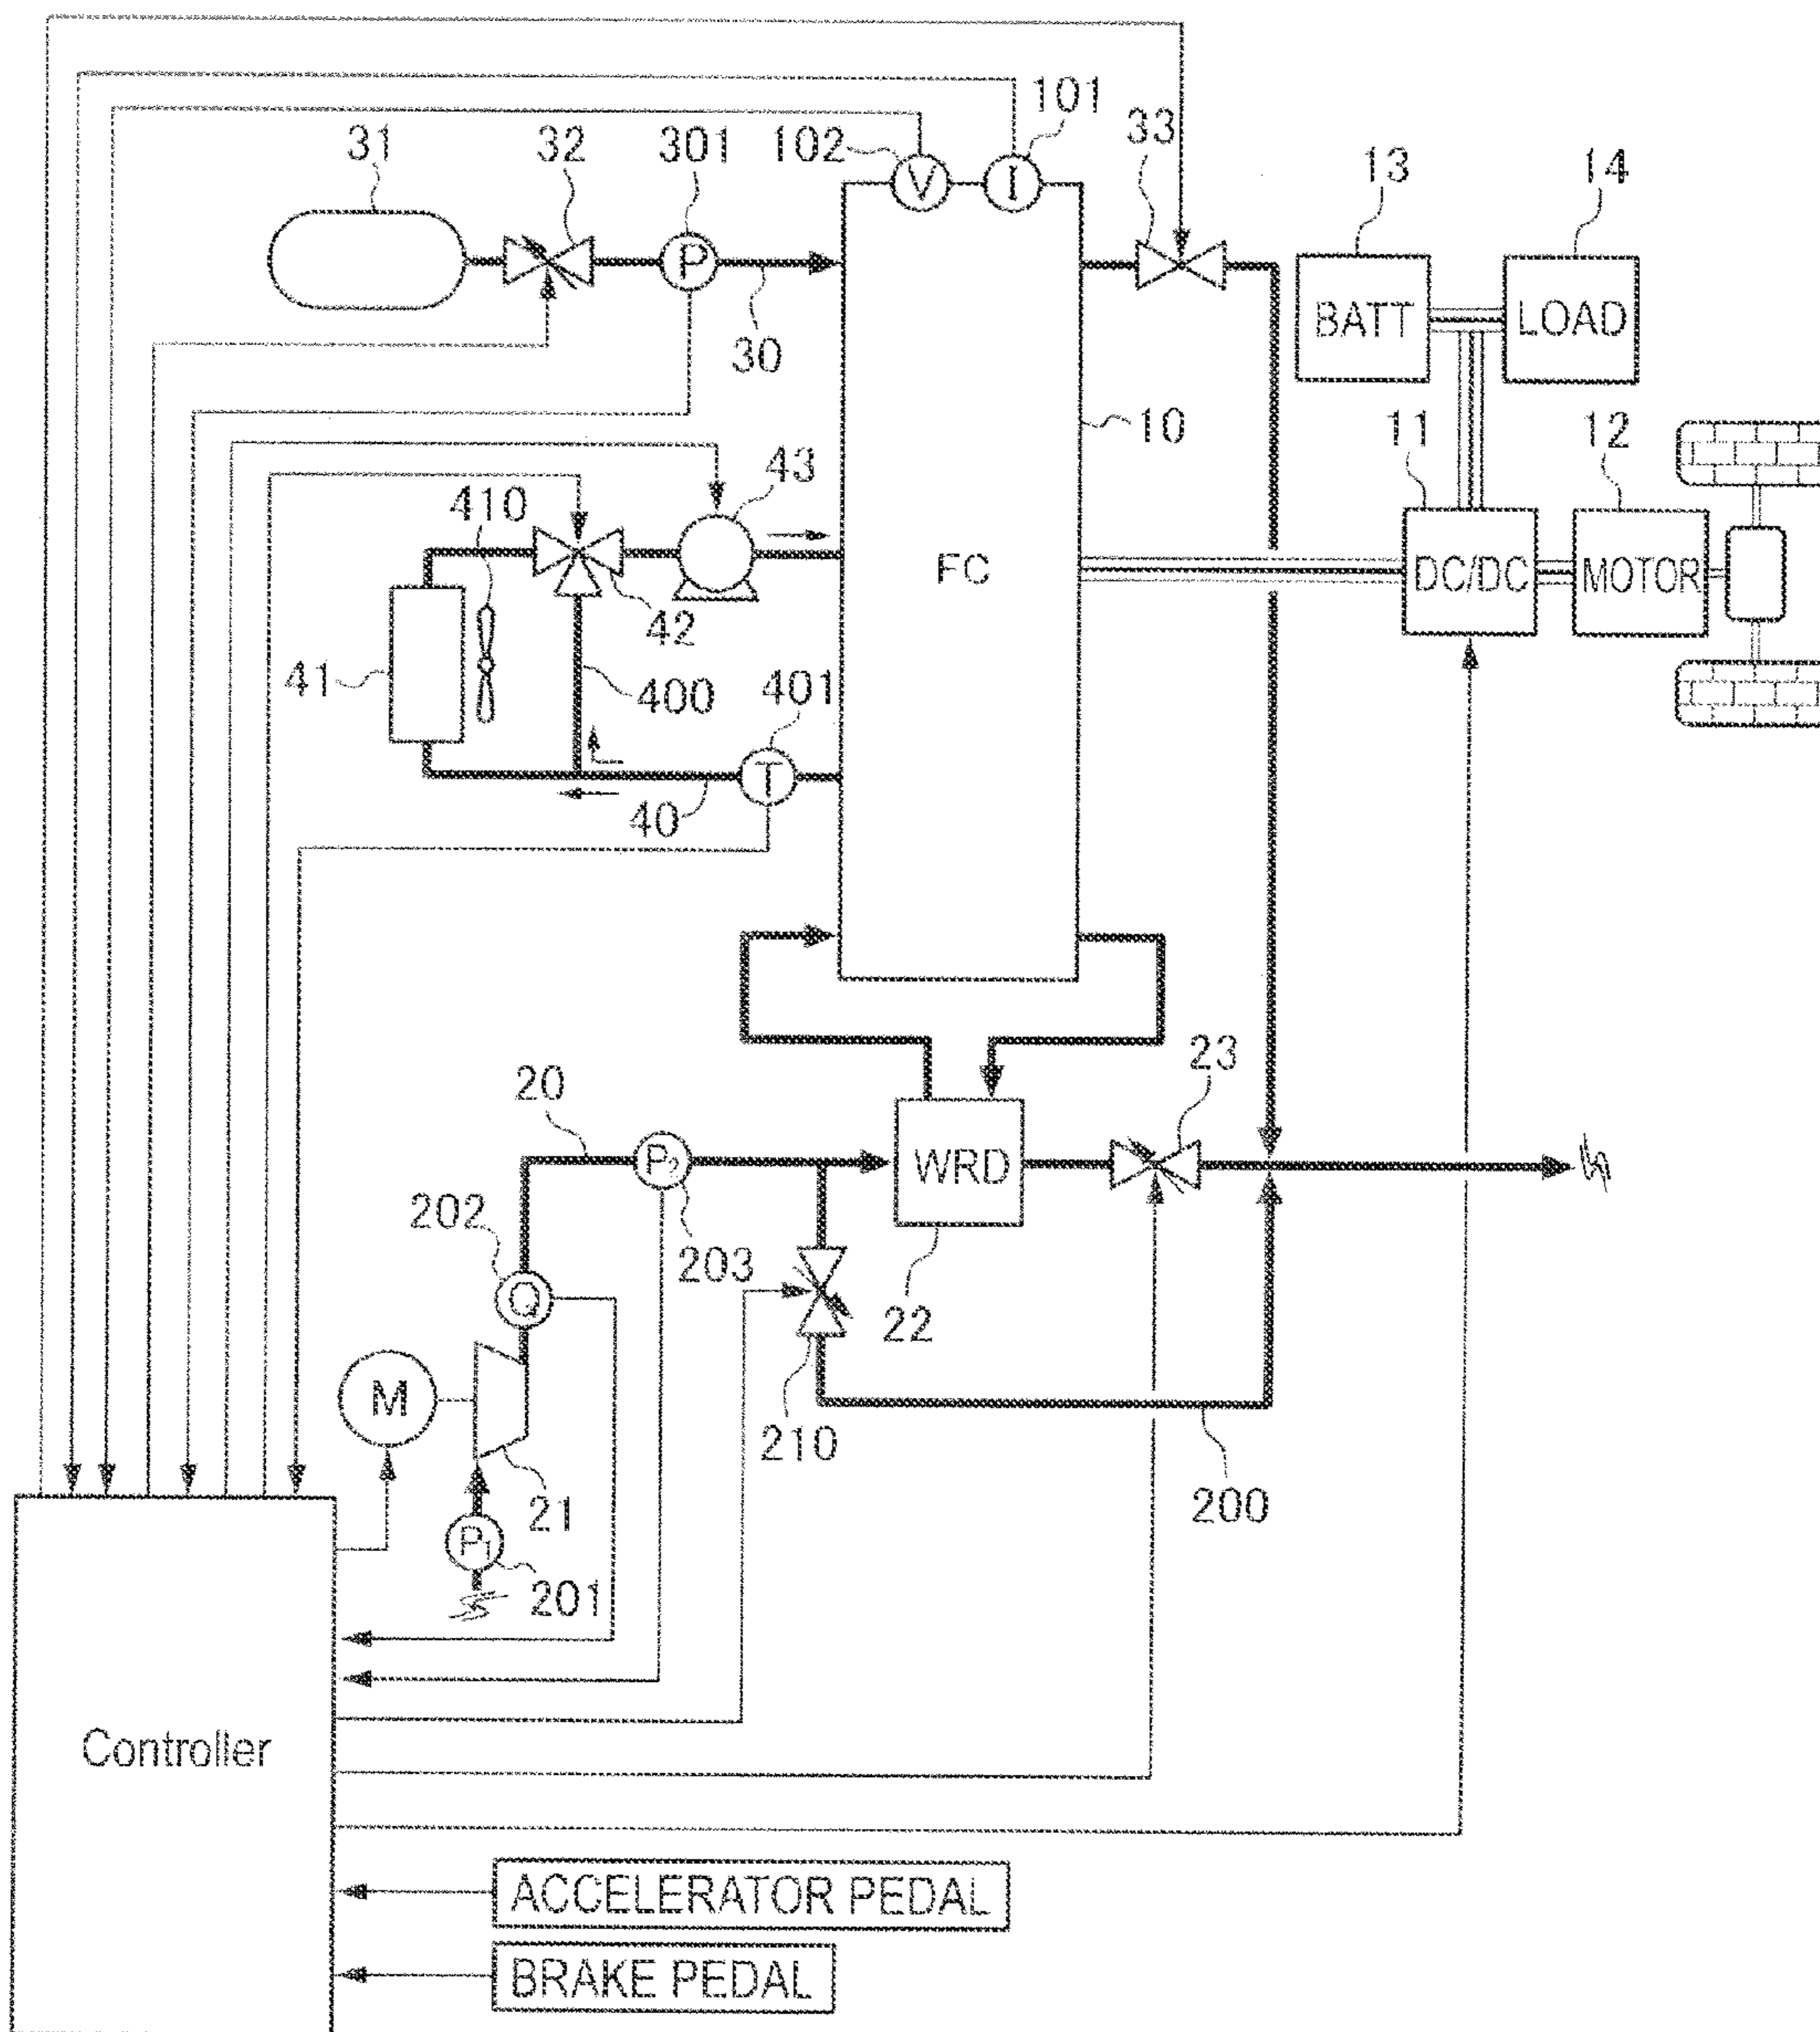 101
33
31
32
301
102
13
14
V
I
P
BATT
LOAD
30
10
11
12
43
410
FC
DC/DC
MOTOR
42
41
400
401
T
40
23
20
P2
WRD
202
203
Q
22
M
210
21
200
P1
201
Controller
ACCELERATOR PEDAL
BRAKE PEDAL